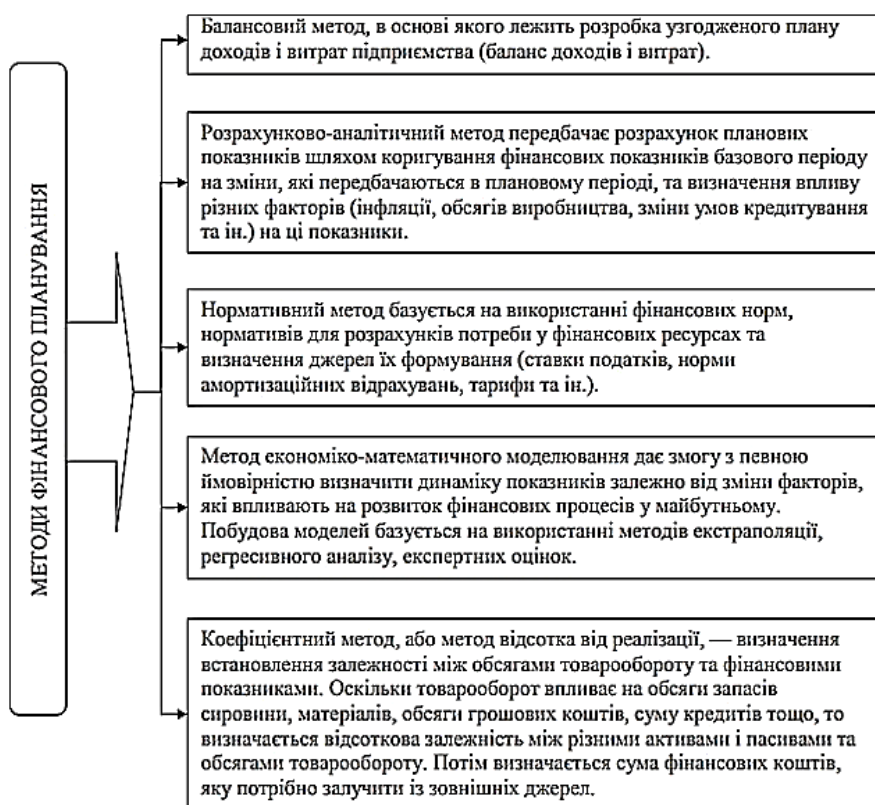 МЕТОДИ ФІНАНСОВОГО ПЛАНУВАННЯ
Балансовий метод, в основі якого лежить розробка узгодженого плану
доходів і витрат підприємства (баланс доходів і витрат).
Розрахунково-аналітичний метод передбачає розрахунок планових
показників шляхом коригування фінансових показників базового періоду
на зміни, які передбачаються в плановому періоді, та визначення впливу
різних факторів (інфляції, обсягів виробництва, зміни умов кредитування
та ін.) на ці показники.
Нормативний метод базується на використанні фінансових норм,
нормативів для розрахунків потреби у фінансових ресурсах та
визначення джерел їх формування (ставки податків, норми
амортизаційних відрахувань, тарифи та ін.).
Метод економіко-математичного моделювання дає змогу з певною
ймовірністю визначити динаміку показників залежно від зміни факторів,
які впливають на розвиток фінансових процесів у майбутньому.
Побудова моделей базується на використанні методів екстраполяції,
регресивного аналізу, експертних оцінок.
Коефіцієнтний метод, або метод відсотка від реалізації, — визначення
встановлення залежності між обсягами товарообороту та фінансовими
показниками. Оскільки товарооборот впливає на обсяги запасів
сировини, матеріалів, обсяги грошових коштів, суму кредитів тощо, то
визначається відсоткова залежність між різними активами і пасивами та
обсягами товарообороту. Потім визначається сума фінансових коштів,
яку потрібно залучити із зовнішніх джерел.